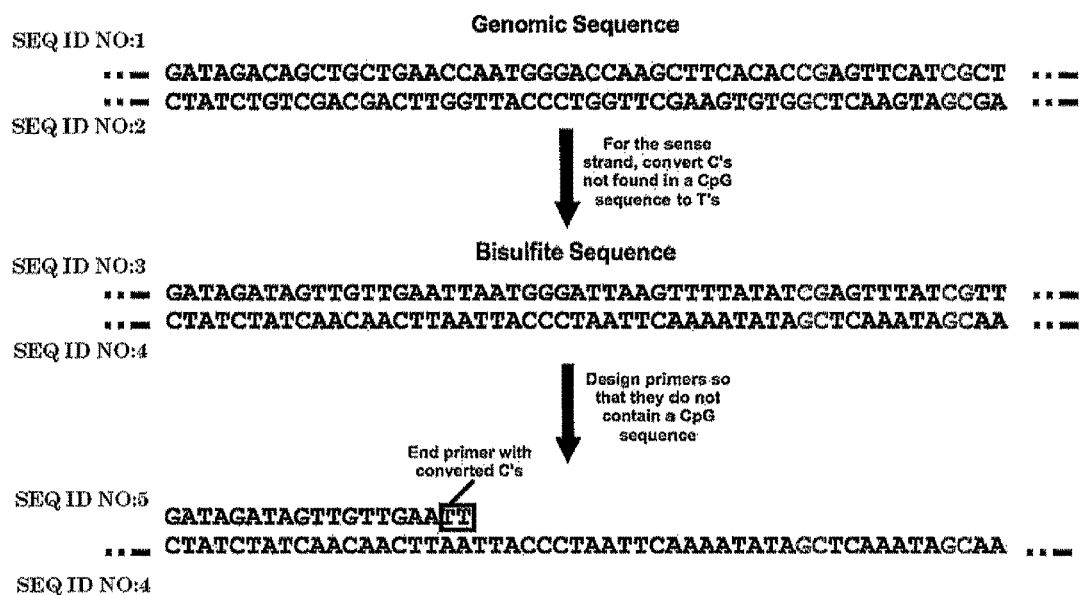 Genomic Sequence
SEQ ID NO:1
GATAGACAGCTGCTGAACCAATGGGACCAAGCTTCACACCGAGTTCATCGCT
CTATCTGTCGACGACTTGGTTACCCTGGTTCGAAGTGTGGCTCAAGTAGCGA
SEQ ID NO:2
For the sense
strand, convert C's
not found in a CpG
sequence to T's
Bisulfite Sequence
SEQ ID NO:3
GATAGATAGTTGTTGAATTAATGGGATTAAGTTTTATATCGAGTTTATCGTT
CTATCTATCAACAACTTAATTACCCTAATTCAAAATATAGCTCAAATAGCAA
SEQ ID NO:4
Design primers so
that they do not
contain a CpG
sequence
End primer with
converted C's
SEQ ID NO:5
GATAGATAGTTGTTGAATT
CTATCTATCAACAACTTAATTACCCTAATTCAAAATATAGCTCAAATAGCAA
SEQ ID NO:4